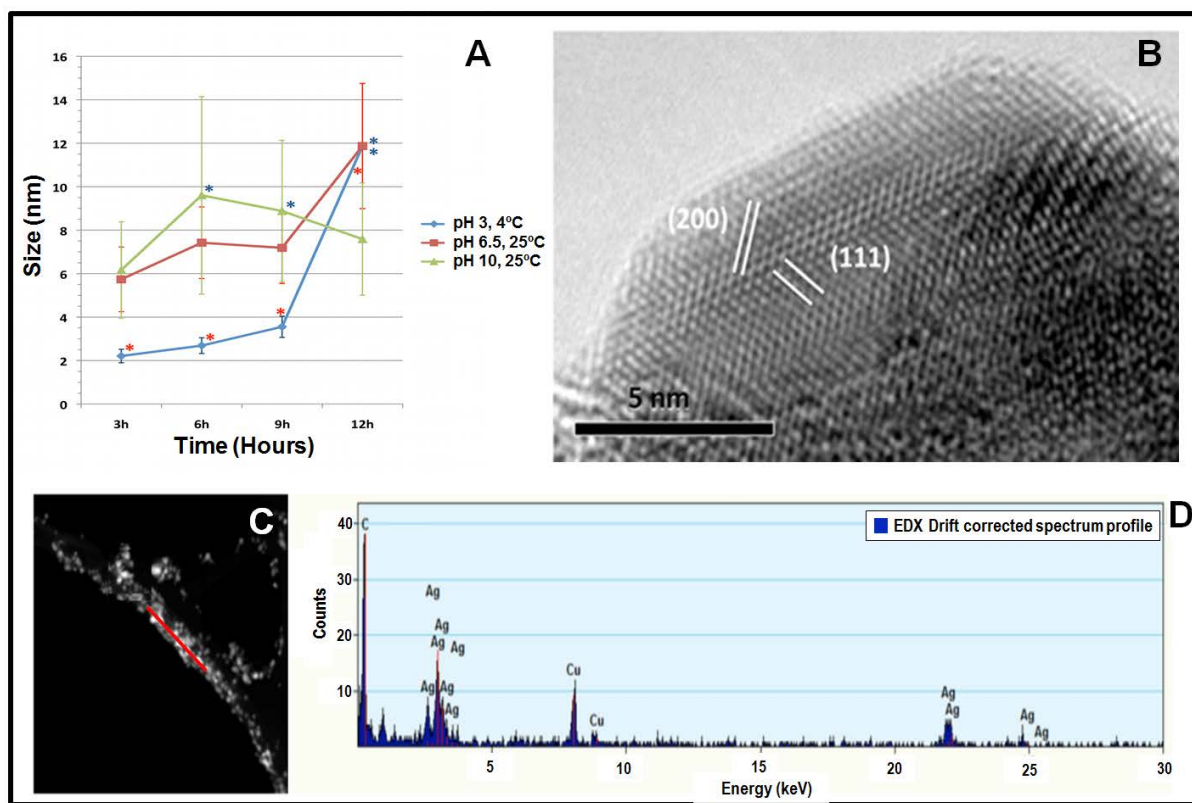 A
Size (nm)
16
14
12
10
8
6
4
2
0
*
*
*
*
*
*
*
*
3h
6h
9h
12h
Time (Hours)
pH 3, 4ºC
pH 6.5, 25ºC
pH 10, 25ºC
B
(200)
(111)
5 nm
C
D
EDX Drift corrected spectrum profile
Counts
40
30
20
10
C
Ag
Ag
Ag
Ag
Ag
Ag
Ag
Cu
Cu
Ag
Ag
Ag
Ag
5
10
15
20
25
30
Energy (keV)